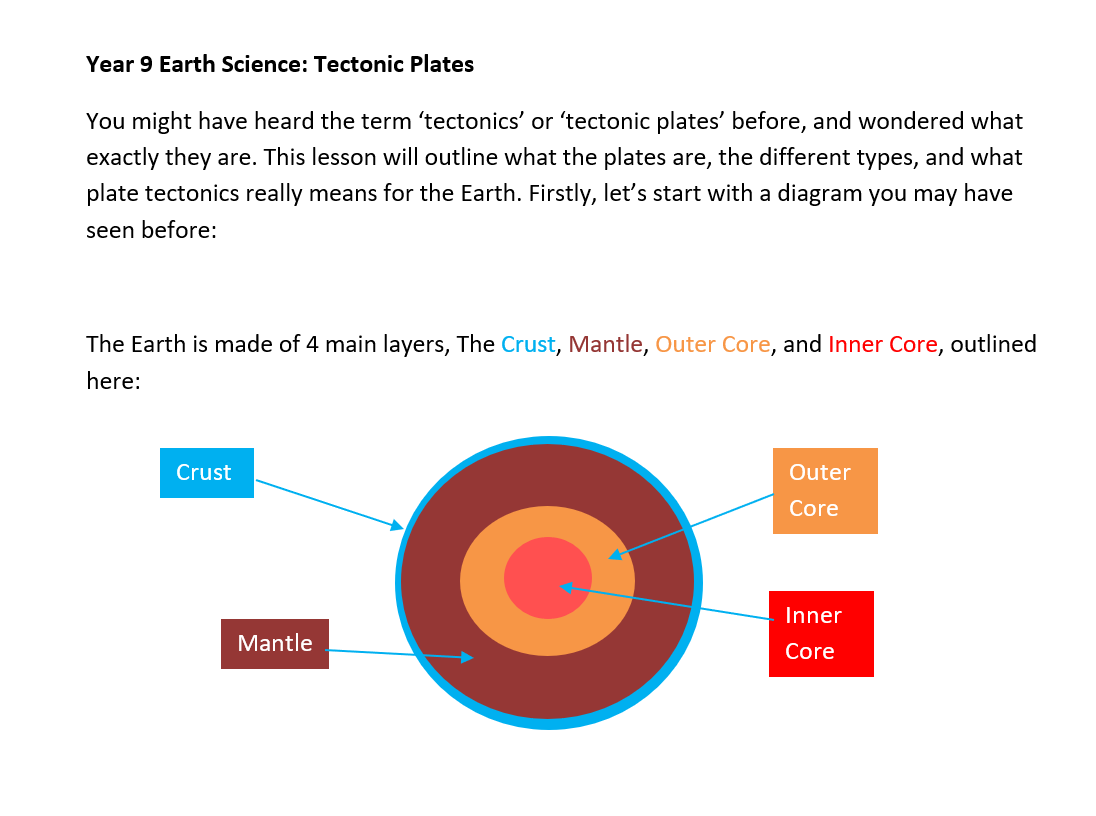 Year 9 Earth Science: Tectonic Plates
You might have heard the term ‘tectonics’ or ‘tectonic plates’ before, and wondered what
exactly they are. This lesson will outline what the plates are, the different types, and what
plate tectonics really means for the Earth. Firstly, let’s start with a diagram you may have
seen before:
The Earth is made of 4 main layers, The Crust, Mantle, Outer Core, and Inner Core, outlined
here:
Crust
Outer
Core
Inner
Core
Mantle